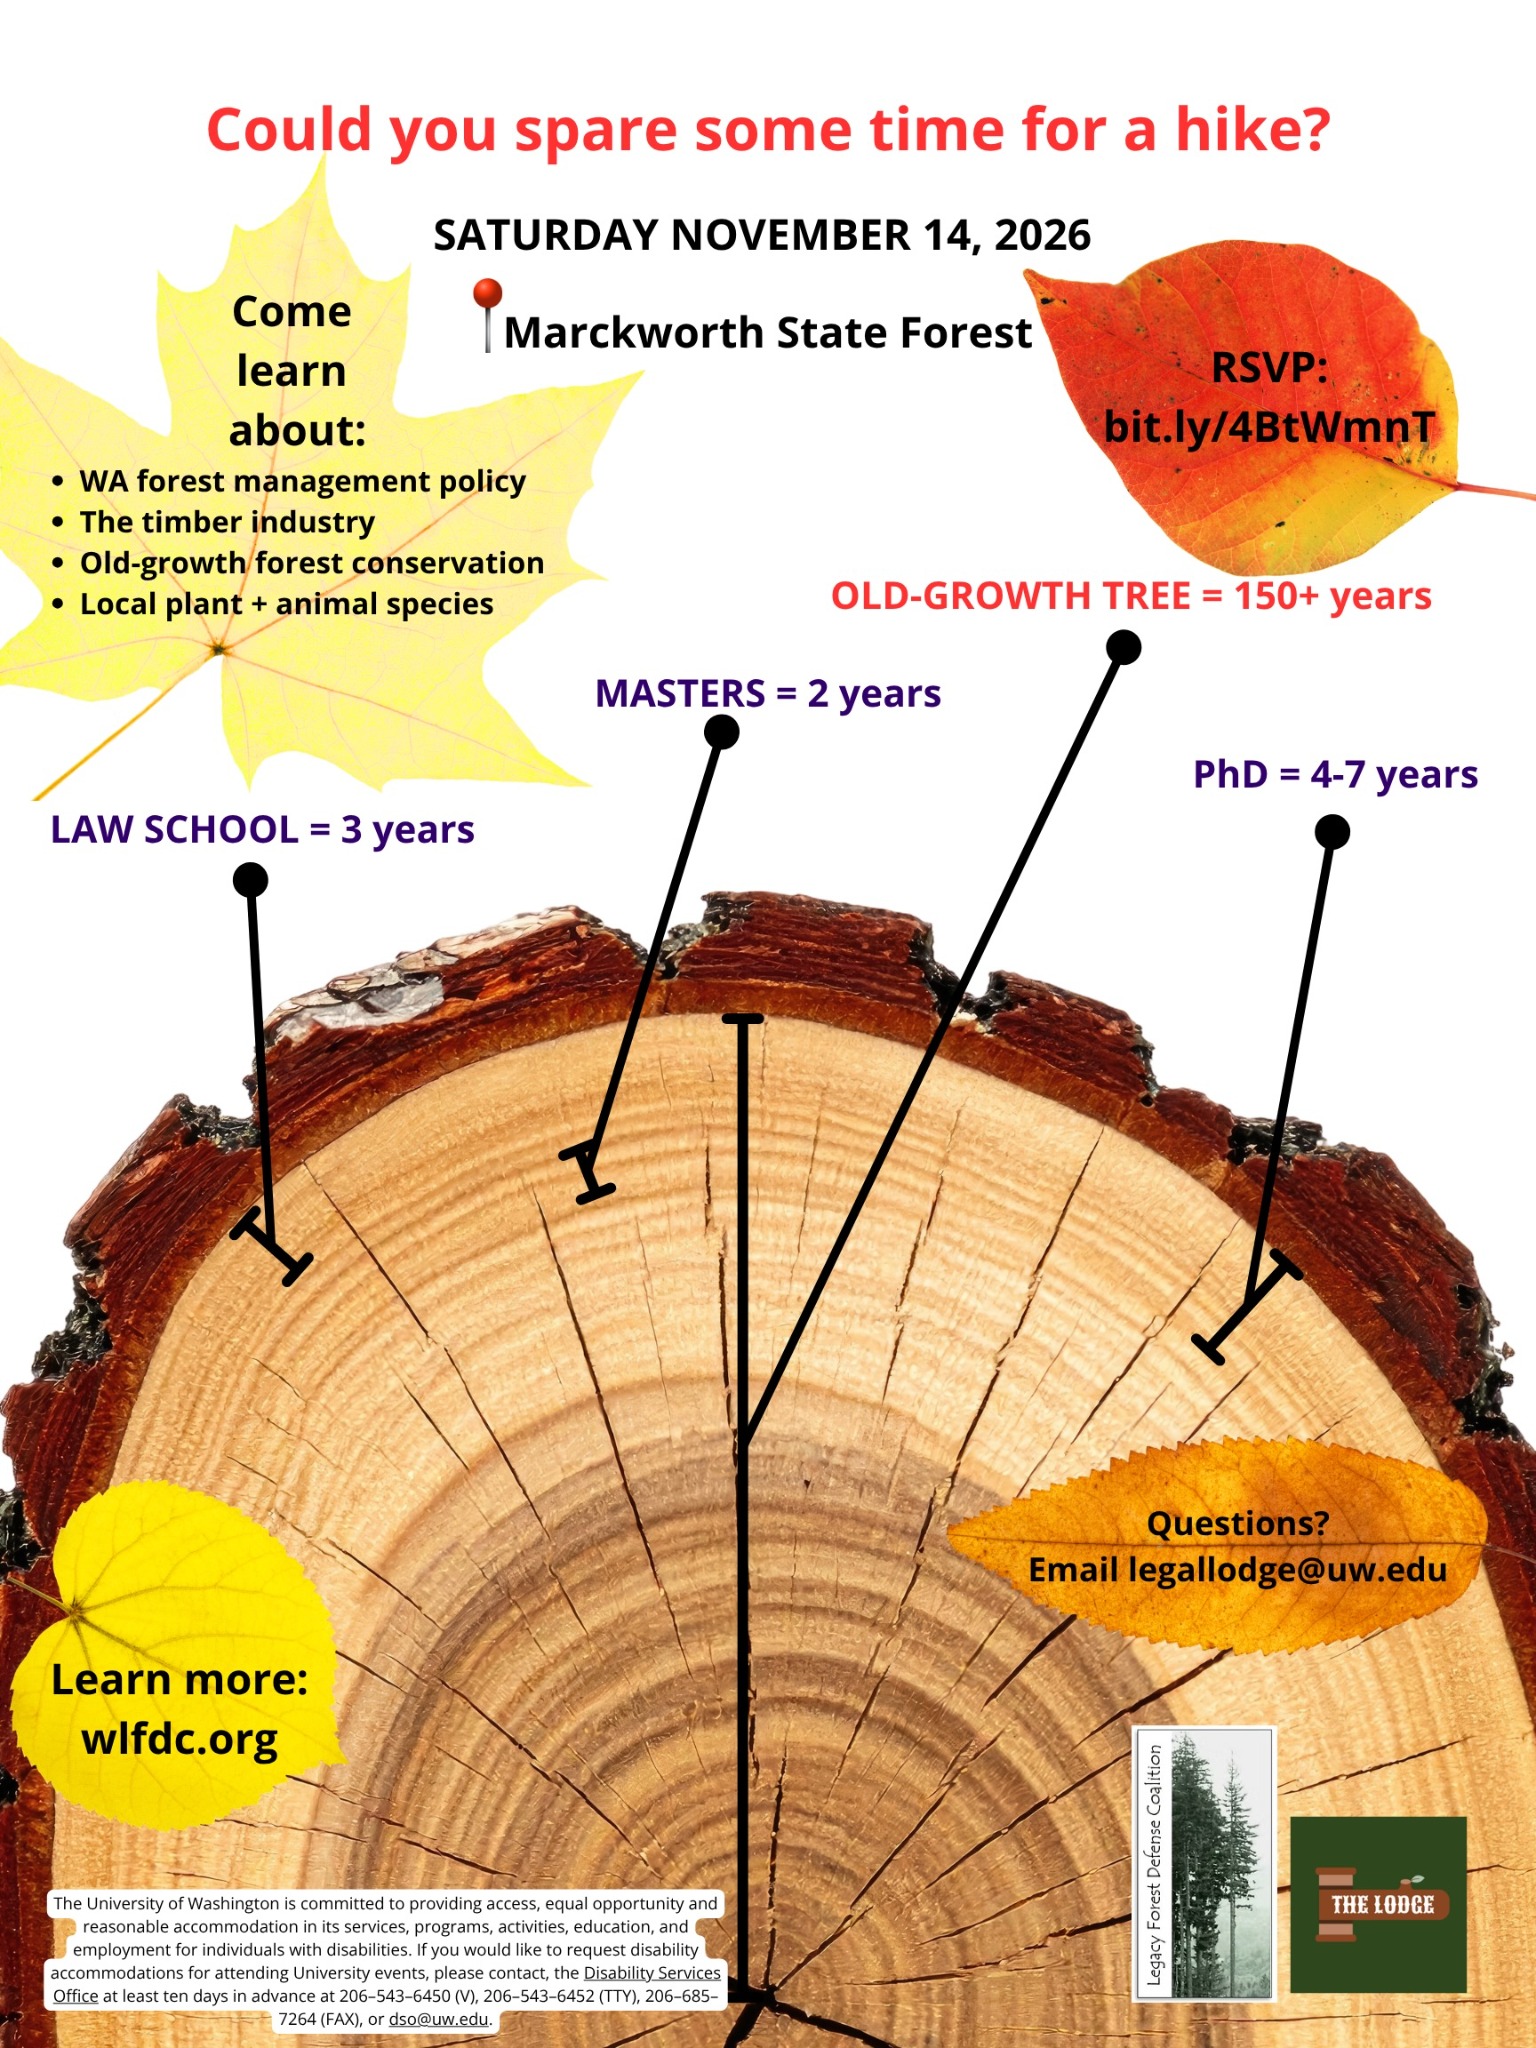 Could you spare some time for a hike?
SATURDAY NOVEMBER 14, 2026
Marckworth State Forest
Come
learn
about:
• WA forest management policy
• The timber industry
• Old-growth forest conservation
• Local plant + animal species
RSVP:
bit.ly/4BtWmnT
OLD-GROWTH TREE = 150+ years
MASTERS = 2 years
PhD = 4-7 years
LAW SCHOOL = 3 years
Questions?
Email legallodge@uw.edu
Learn more:
wlfdc.org
Legacy Forest Defense Coalition
THE LODGE
The University of Washington is committed to providing access, equal opportunity and
reasonable accommodation in its services, programs, activities, education, and
employment for individuals with disabilities. If you would like to request disability
accommodations for attending University events, please contact, the Disability Services
Office at least ten days in advance at 206–543–6450 (V), 206–543–6452 (TTY), 206–685–
7264 (FAX), or dso@uw.edu.